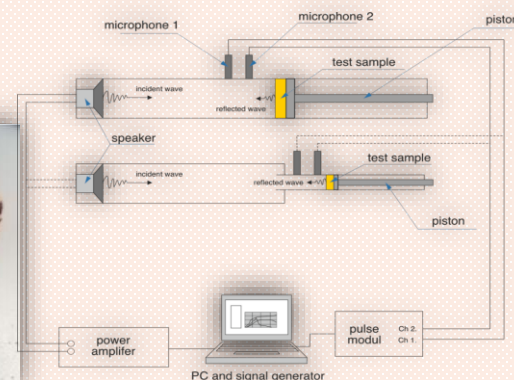 microphone 1
microphone 2
piston
test sample
incident wave
reflected wave
speaker
incident wave
reflected wave
test sample
piston
power
amplifer
pulse
modul
Ch 2.
Ch 1.
PC and signal generator